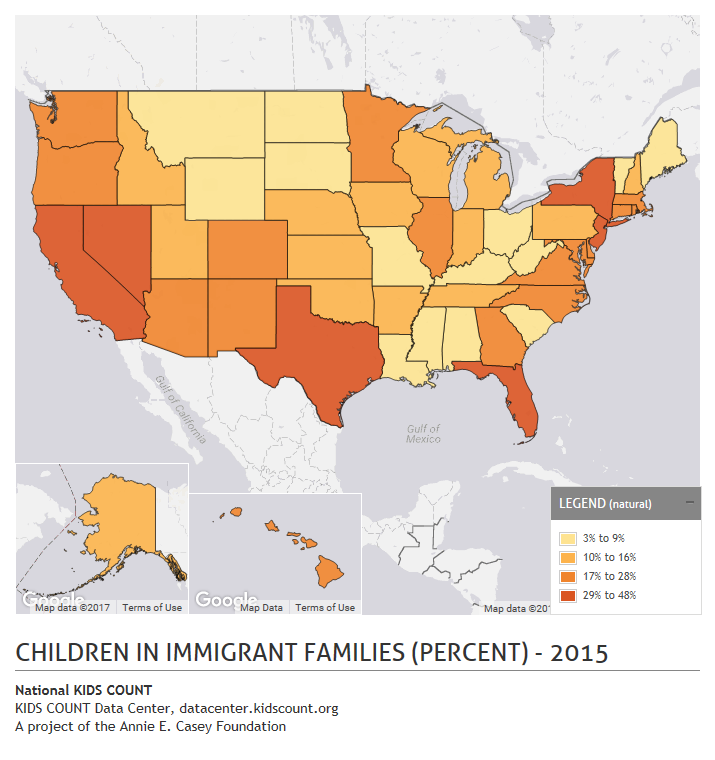 Gulf of California
Gulf of
Mexico
LEGEND (natural)
3% to 9%
10% to 16%
17% to 28%
29% to 48%
Google
Map data ©2017 Terms of Use
Google
Map Data Terms of Use
Map data ©201
CHILDREN IN IMMIGRANT FAMILIES (PERCENT) - 2015
National KIDS COUNT
KIDS COUNT Data Center, datacenter.kidscount.org
A project of the Annie E. Casey Foundation